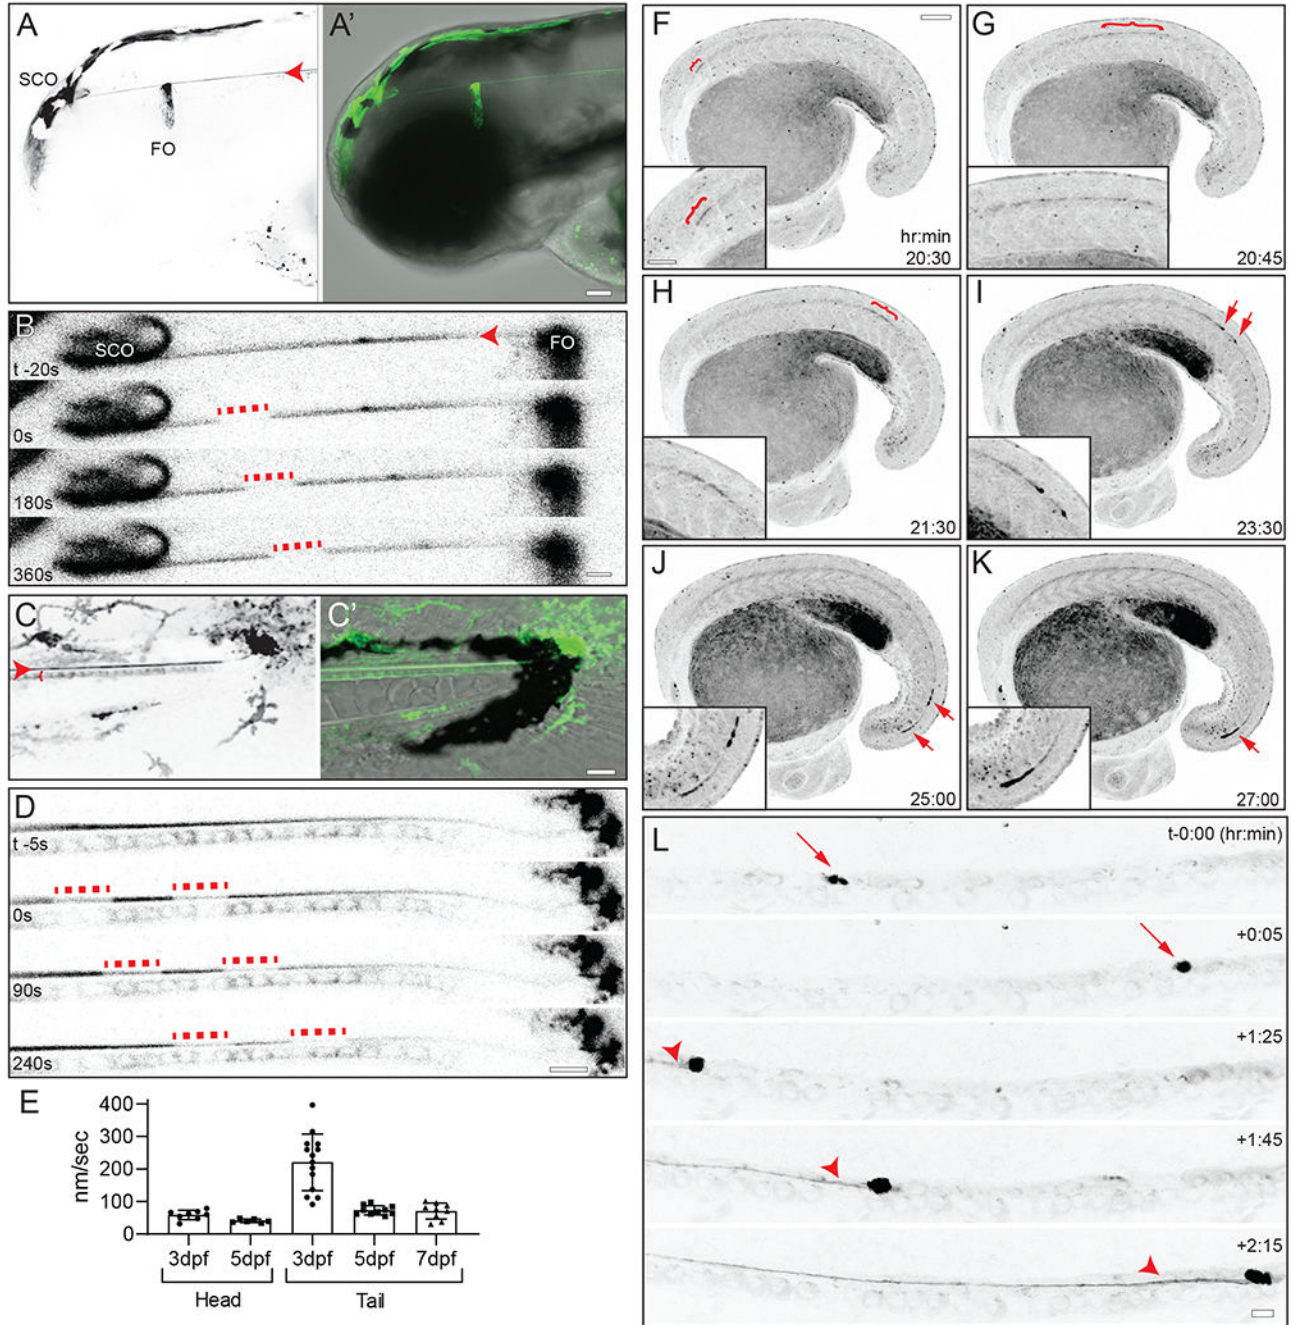 A
SCO
FO
A'
B
SCO
FO
t -20s
0s
180s
360s
C
C'
D
t -5s
0s
90s
240s
E
nm/sec
400
300
200
100
0
3dpf
5dpf
3dpf
5dpf
7dpf
Head
Tail
F
hr:min
20:30
G
20:45
H
21:30
I
23:30
J
25:00
K
27:00
L
t-0:00 (hr:min)
+0:05
+1:25
+1:45
+2:15